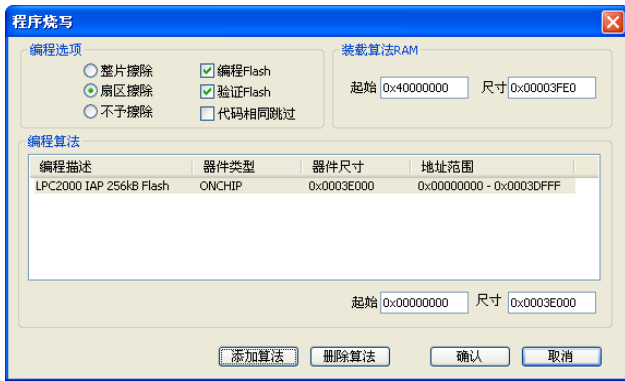 程序烧写
编程选项
整片擦除
编程Flash
扇区擦除
验证Flash
不予擦除
代码相同跳过
装载算法RAM
起始 0x40000000 尺寸 0x00003FE0
编程算法
编程描述 器件类型 器件尺寸 地址范围
LPC2000 IAP 256kB Flash ONCHIP 0x0003E000 0x00000000 - 0x0003DFFF
起始 0x00000000 尺寸 0x0003E000
添加算法 删除算法 确认 取消